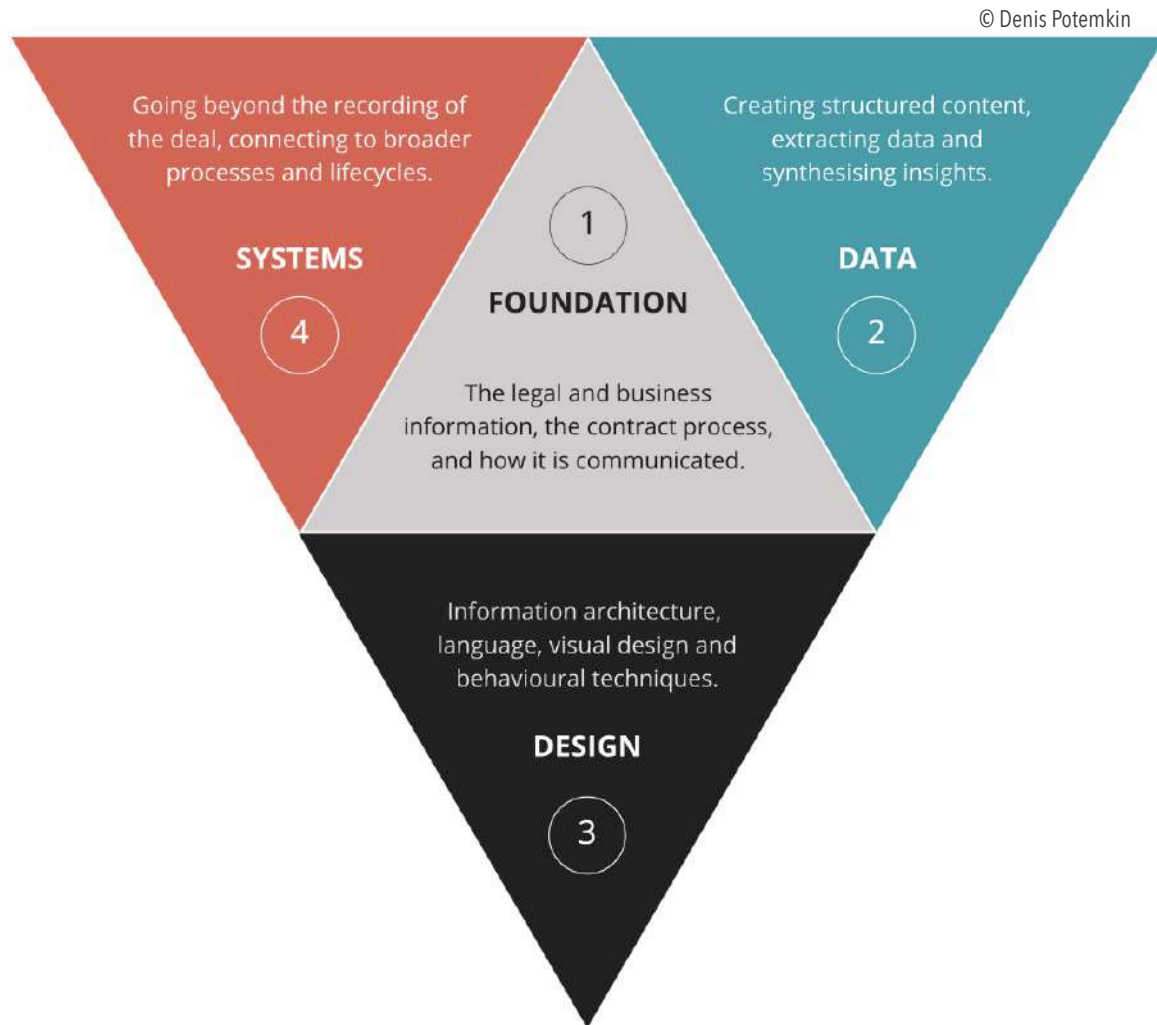 © Denis Potemkin
Going beyond the recording of
the deal, connecting to broader
processes and lifecycles.
SYSTEMS
4
1
FOUNDATION
The legal and business
information, the contract process,
and how it is communicated.
Creating structured content,
extracting data and
synthesising insights.
DATA
2
Information architecture,
language, visual design and
behavioural techniques.
DESIGN
3